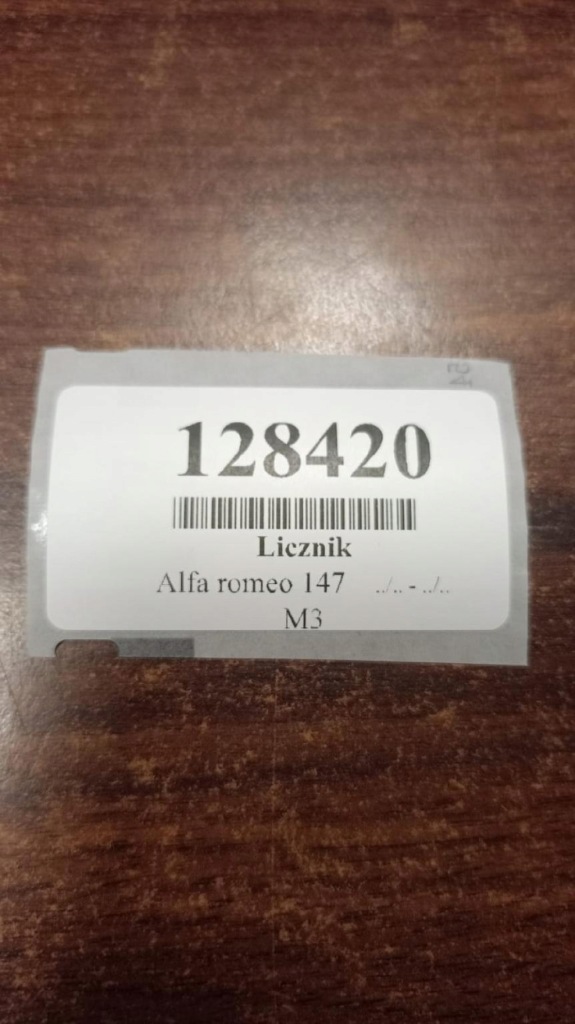 128420
Licznik
Alfa romeo 147 ../.. - ../..
M3